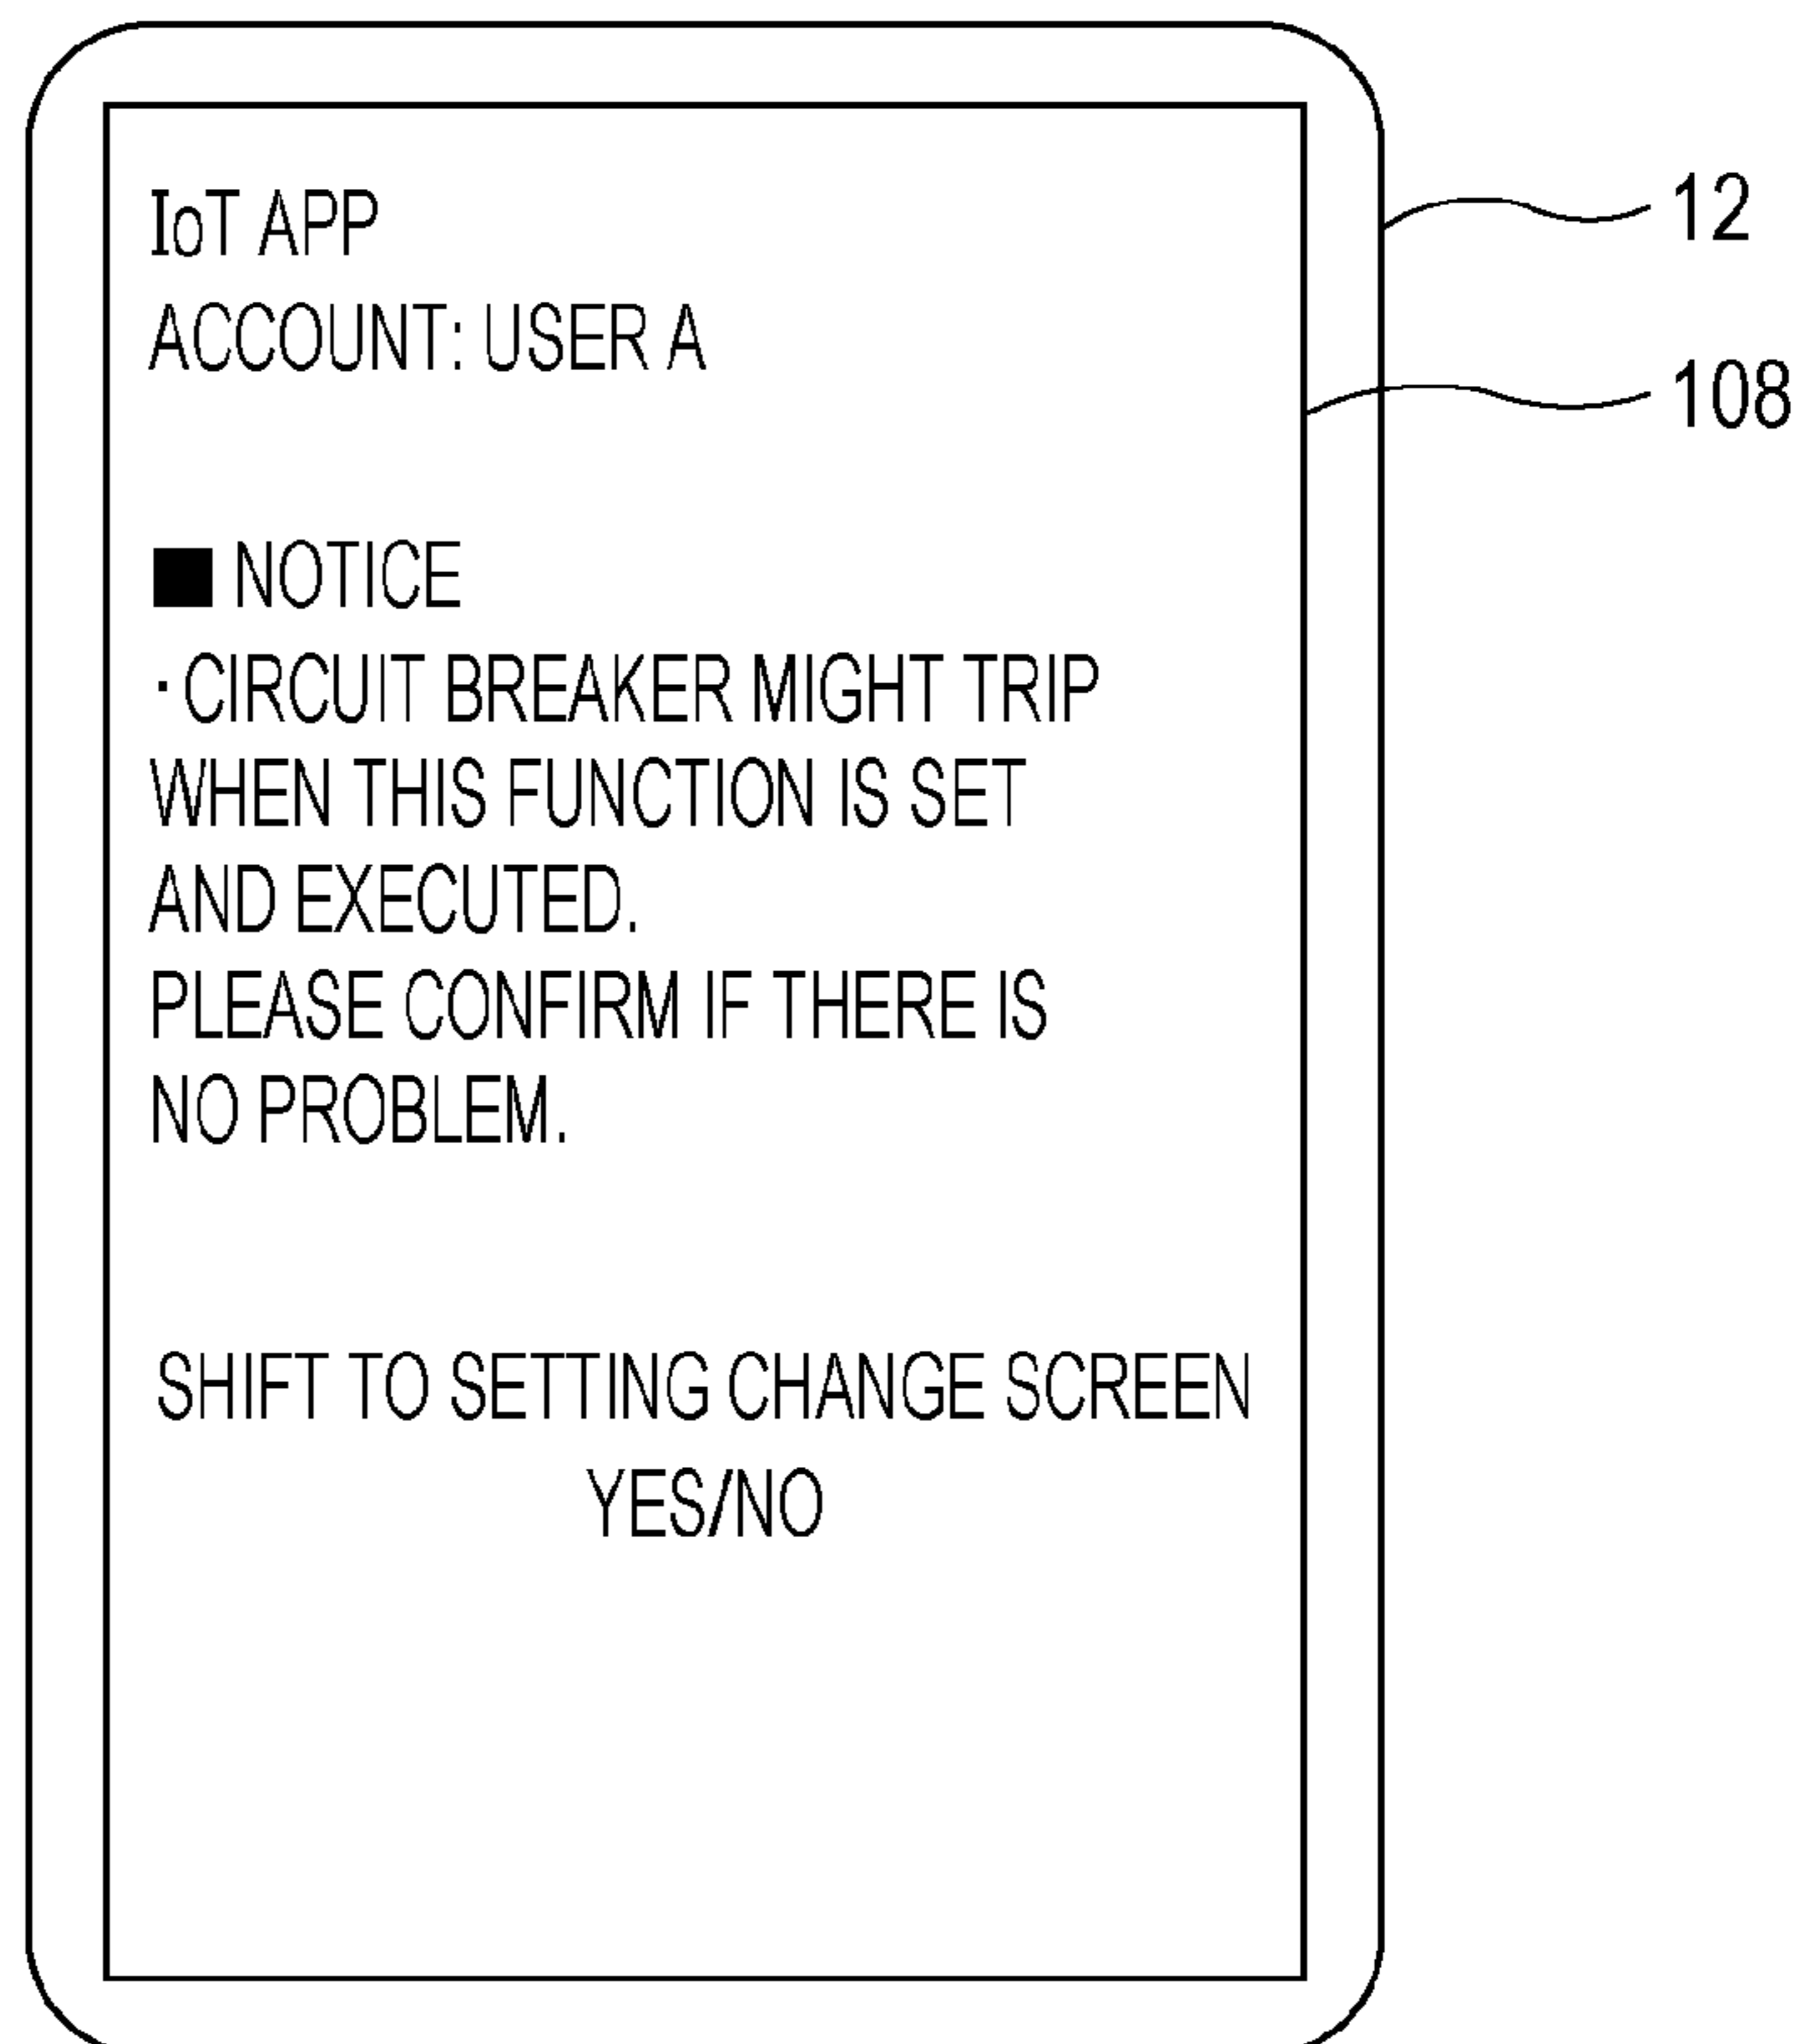 IoT APP
ACCOUNT: USER A
12
108
■ NOTICE
·CIRCUIT BREAKER MIGHT TRIP
WHEN THIS FUNCTION IS SET
AND EXECUTED.
PLEASE CONFIRM IF THERE IS
NO PROBLEM.
SHIFT TO SETTING CHANGE SCREEN
YES/NO